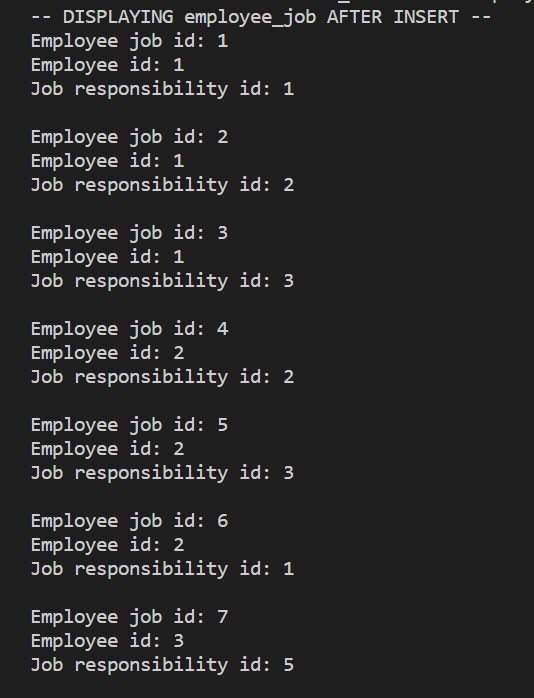 -- DISPLAYING employee_job AFTER INSERT --
Employee job id: 1
Employee id: 1
Job responsibility id: 1
Employee job id: 2
Employee id: 1
Job responsibility id: 2
Employee job id: 3
Employee id: 1
Job responsibility id: 3
Employee job id: 4
Employee id: 2
Job responsibility id: 2
Employee job id: 5
Employee id: 2
Job responsibility id: 3
Employee job id: 6
Employee id: 2
Job responsibility id: 1
Employee job id: 7
Employee id: 3
Job responsibility id: 5